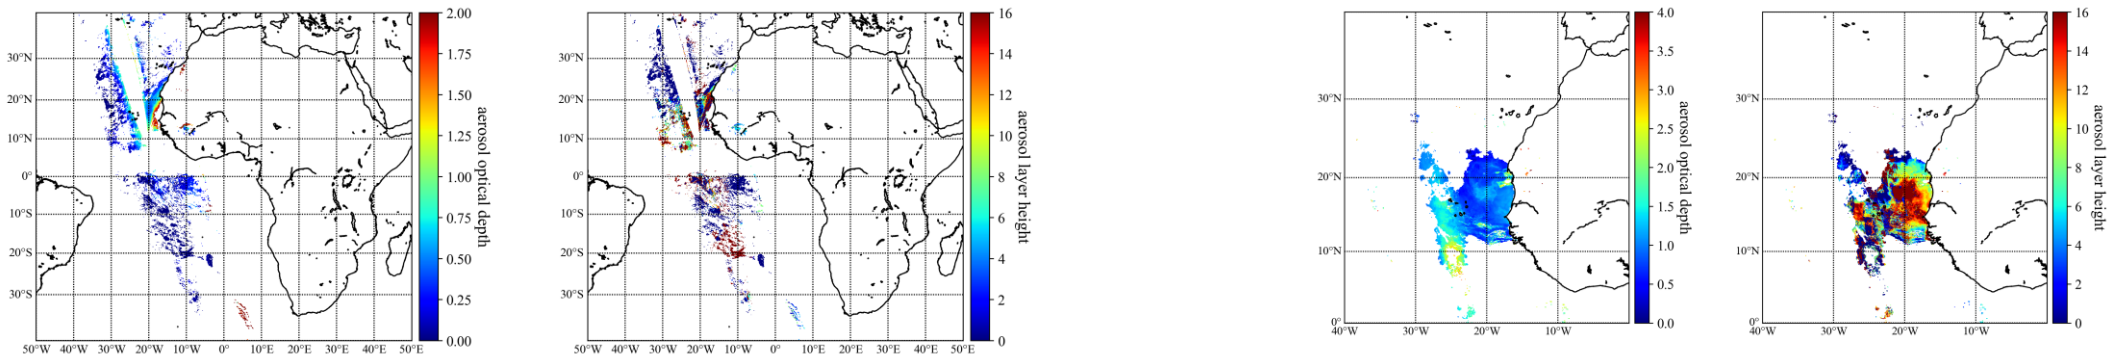 30°N
20°N
10°N
0°
10°S
20°S
30°S
50°W 40°W 30°W 20°W 10°W 0° 10°E 20°E 30°E 40°E 50°E
2.00
1.75
1.50
1.25
1.00
0.75
0.50
0.25
0.00
aerosol optical depth
30°N
20°N
10°N
0°
10°S
20°S
30°S
50°W 40°W 30°W 20°W 10°W 0° 10°E 20°E 30°E 40°E 50°E
16
14
12
10
8
6
4
2
0
aerosol layer height
30°N
20°N
10°N
0°
40°W 30°W 20°W 10°W
4.0
3.5
3.0
2.5
2.0
1.5
1.0
0.5
0.0
aerosol optical depth
30°N
20°N
10°N
0°
40°W 30°W 20°W 10°W
16
14
12
10
8
6
4
2
0
aerosol layer height